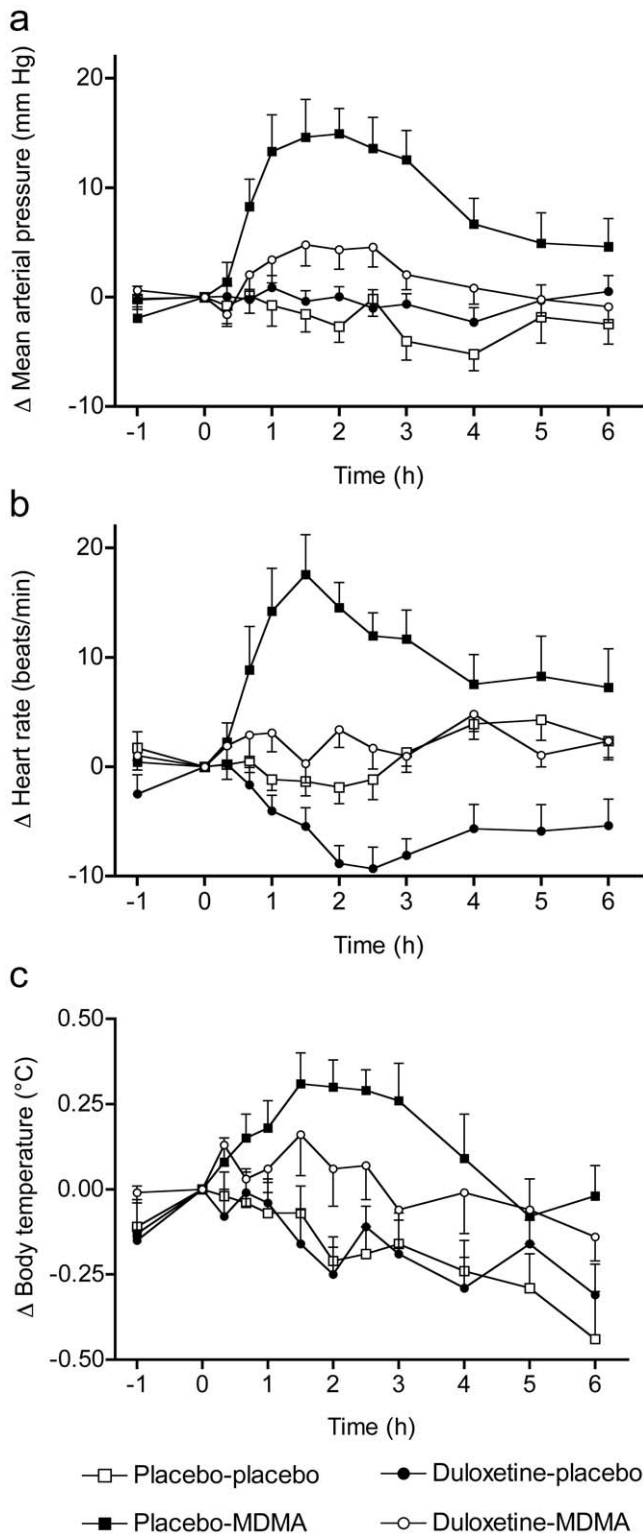 a
Δ Mean arterial pressure (mm Hg)
20
10
0
-10
-1 0 1 2 3 4 5 6
Time (h)
b
Δ Heart rate (beats/min)
20
10
0
-10
-1 0 1 2 3 4 5 6
Time (h)
c
Δ Body temperature (°C)
0.50
0.25
0.00
-0.25
-0.50
-1 0 1 2 3 4 5 6
Time (h)
Placebo-placebo Duloxetine-placebo
Placebo-MDMA Duloxetine-MDMA